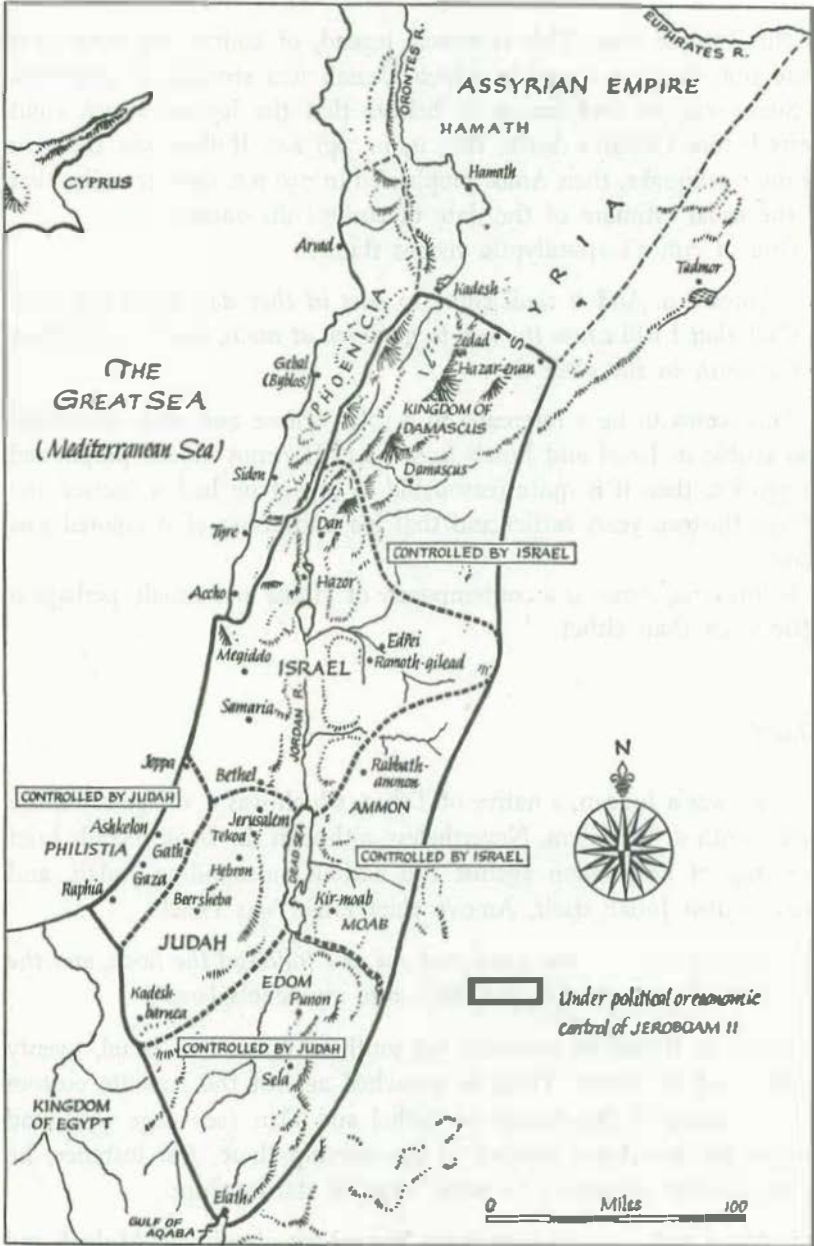 EUPHRATES R.
ORONTES R.
ASSYRIAN EMPIRE
HAMATH
CYPRUS
Hamath
Arvad
SYRIA
Tadmor
Kadesh
PHOENICIA
Zedad
Hazar-enan
THE
GREAT SEA
(Mediterranean Sea)
Gebal
(Byblos)
KINGDOM OF
DAMASCUS
Damascus
Sidon
Tyre
Dan
CONTROLLED BY ISRAEL
Hazor
Accho
Edrei
Ramoth-gilead
Megiddo
ISRAEL
Samaria
JORDAN R.
N
Joppa
Bethel
Rabbath-
ammon
AMMON
CONTROLLED BY JUDAH
Jerusalem
Ashkelon
Tekoa
PHILISTIA
Gath
DEAD SEA
CONTROLLED BY ISRAEL
Hebron
Gaza
Raphia
Beersheba
Kir-moab
MOAB
JUDAH
EDOM
Punon
Kadesh-
barnea
Under political or economic
control of JEROBOAM II
CONTROLLED BY JUDAH
Sela
KINGDOM
OF EGYPT
Elath
GULF OF
AQABA
0 Miles 100